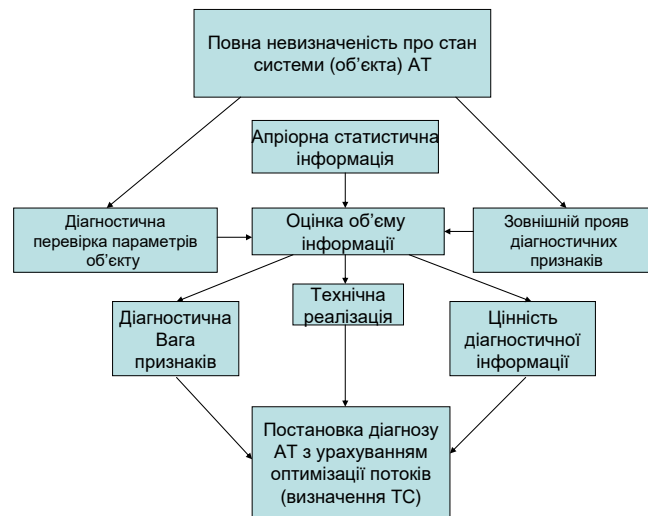 Повна невизначеність про стан
системи (об’єкта) АТ
Апріорна статистична
інформація
Діагностична
перевірка параметрів
об’єкту
Оцінка об’єму
інформації
Зовнішній прояв
діагностичних
признаків
Діагностична
Вага
признаків
Технічна
реалізація
Цінність
діагностичної
інформації
Постановка діагнозу
АТ з урахуванням
оптимізації потоків
(визначення ТС)